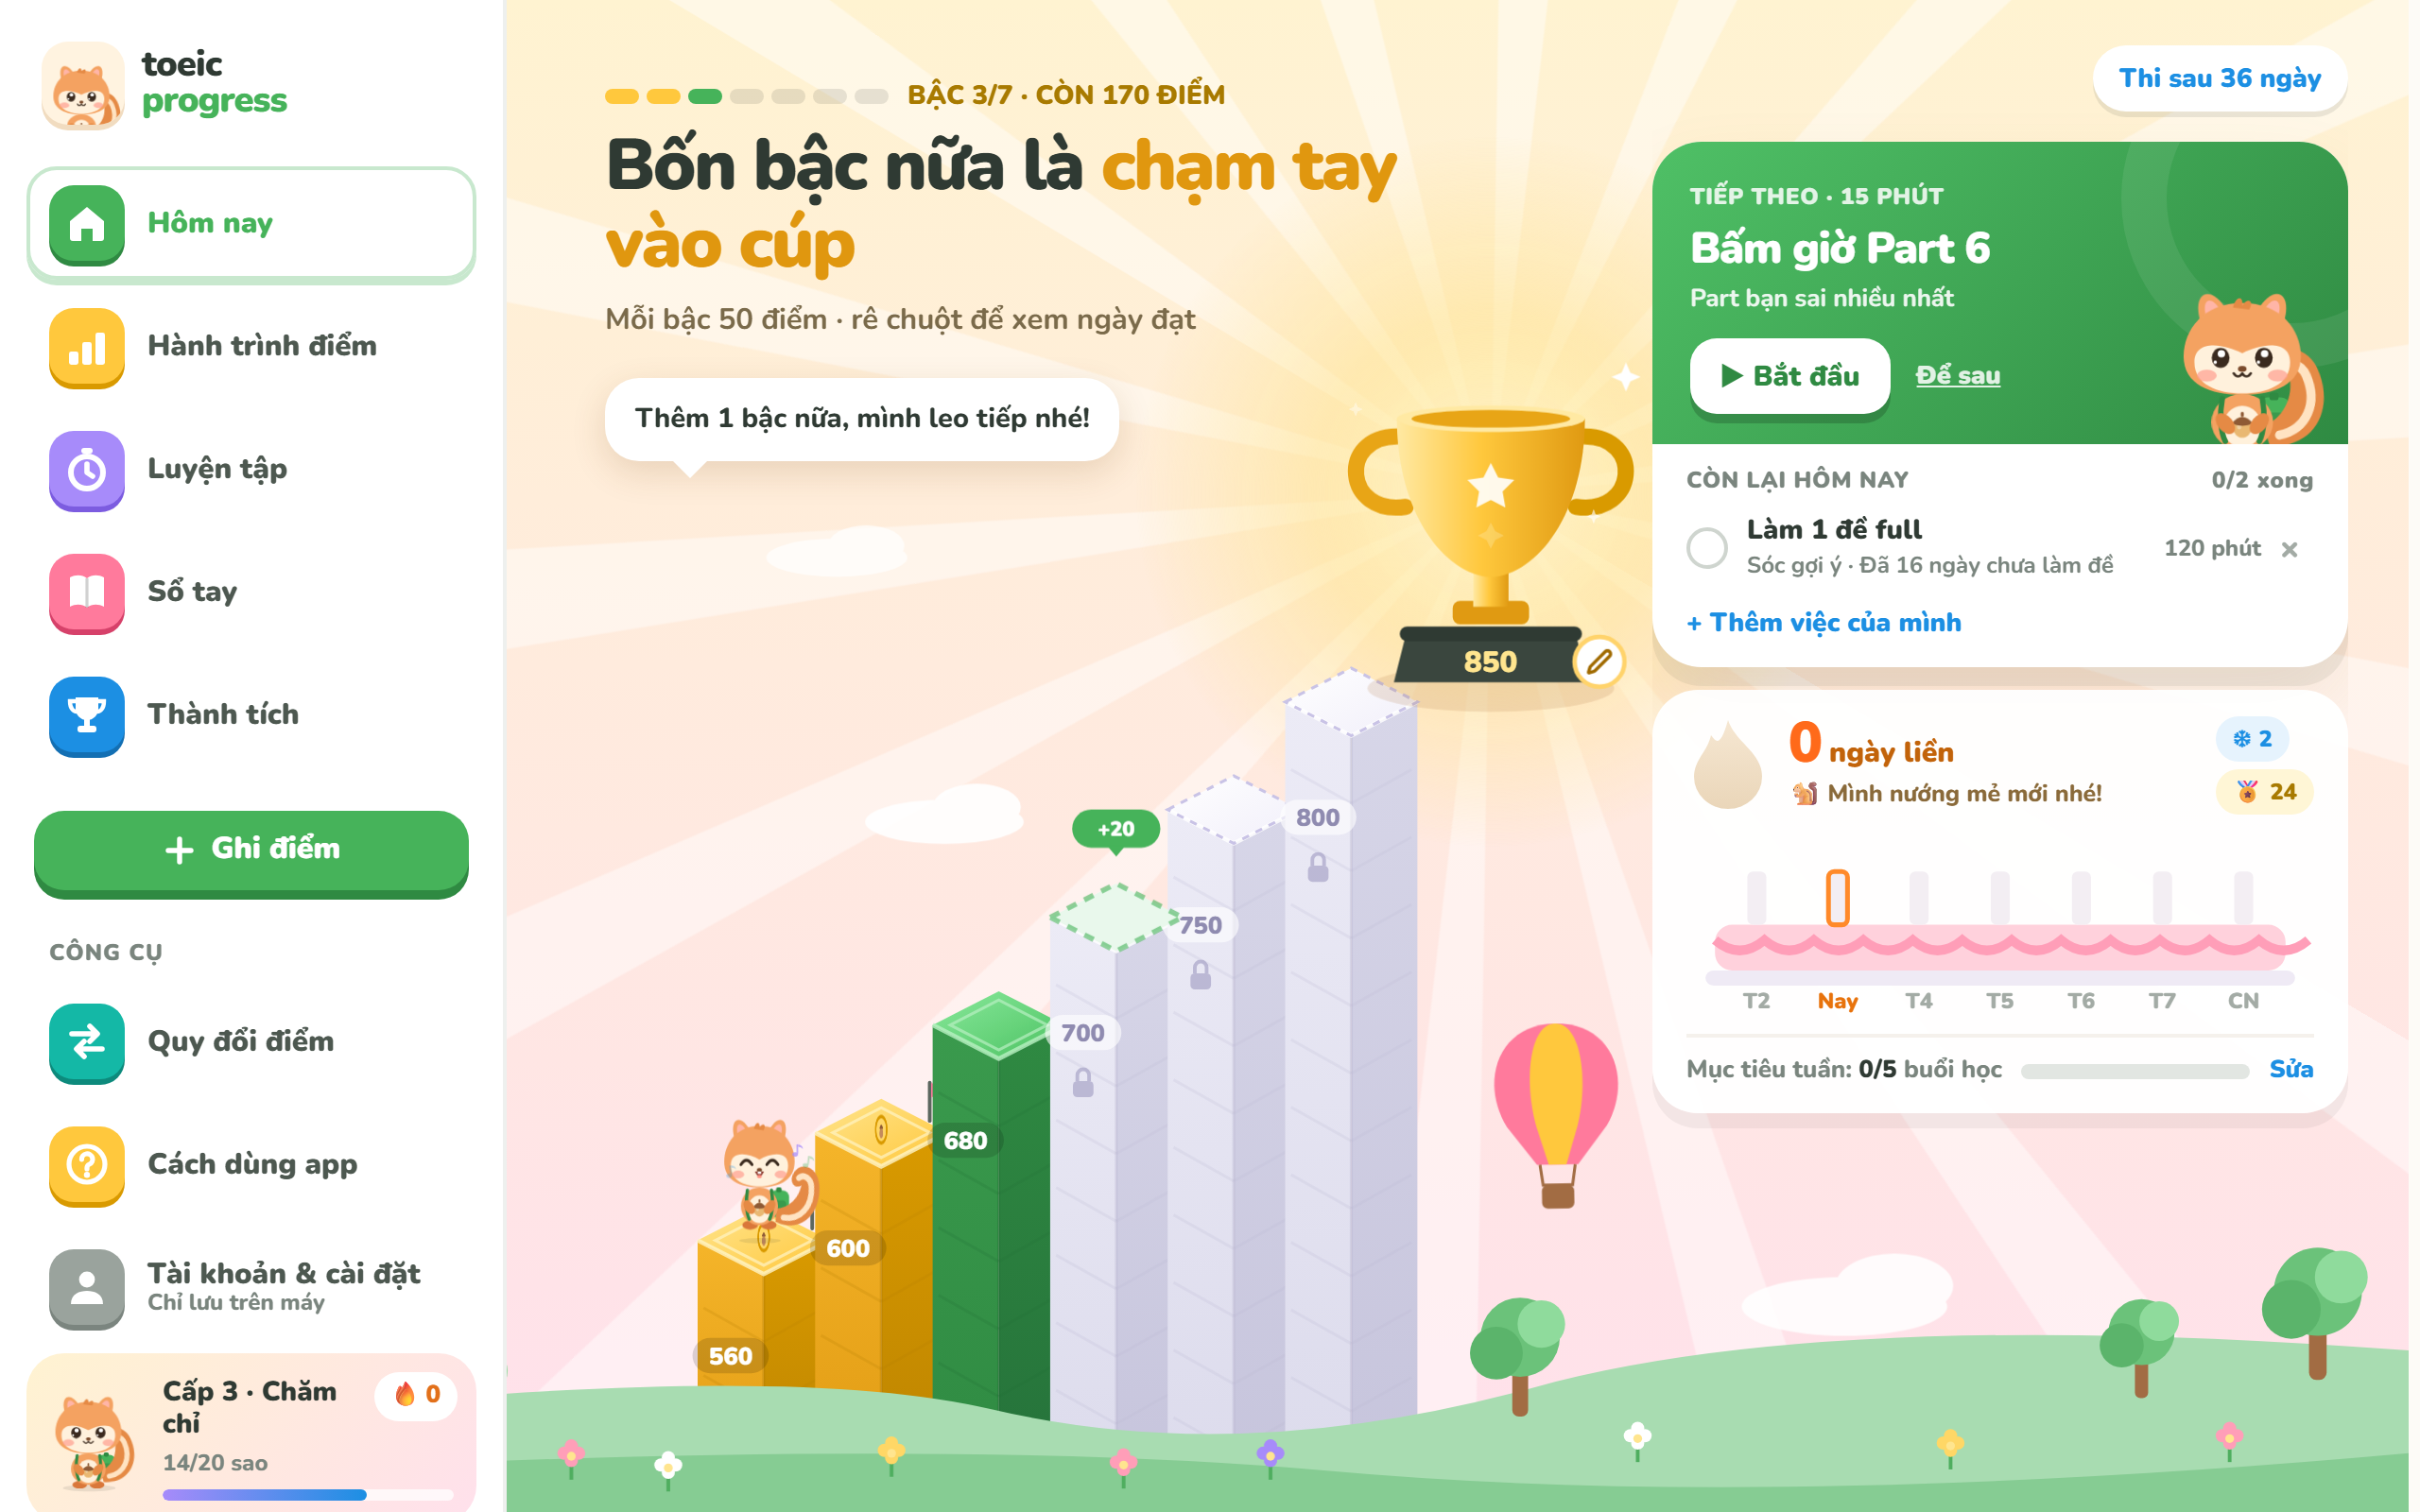 toeic
progress
Hôm nay
Hành trình điểm
Luyện tập
Sổ tay
Thành tích
+ Ghi điểm
CÔNG CỤ
Quy đổi điểm
Cách dùng app
Tài khoản & cài đặt
Chỉ lưu trên máy
Cấp 3 · Chăm
chỉ
0
14/20 sao
BẬC 3/7 · CÒN 170 ĐIỂM
Bốn bậc nữa là chạm tay
vào cúp
Mỗi bậc 50 điểm · rê chuột để xem ngày đạt
Thêm 1 bậc nữa, mình leo tiếp nhé!
850
800
+20
750
700
680
600
560
Thi sau 36 ngày
TIẾP THEO · 15 PHÚT
Bấm giờ Part 6
Part bạn sai nhiều nhất
Bắt đầu
Để sau
CÒN LẠI HÔM NAY
0/2 xong
Làm 1 đề full
Sóc gợi ý · Đã 16 ngày chưa làm đề
120 phút
+ Thêm việc của mình
0 ngày liền
2
Mình nướng mẻ mới nhé!
24
T2 Nay T4 T5 T6 T7 CN
Mục tiêu tuần: 0/5 buổi học
Sửa